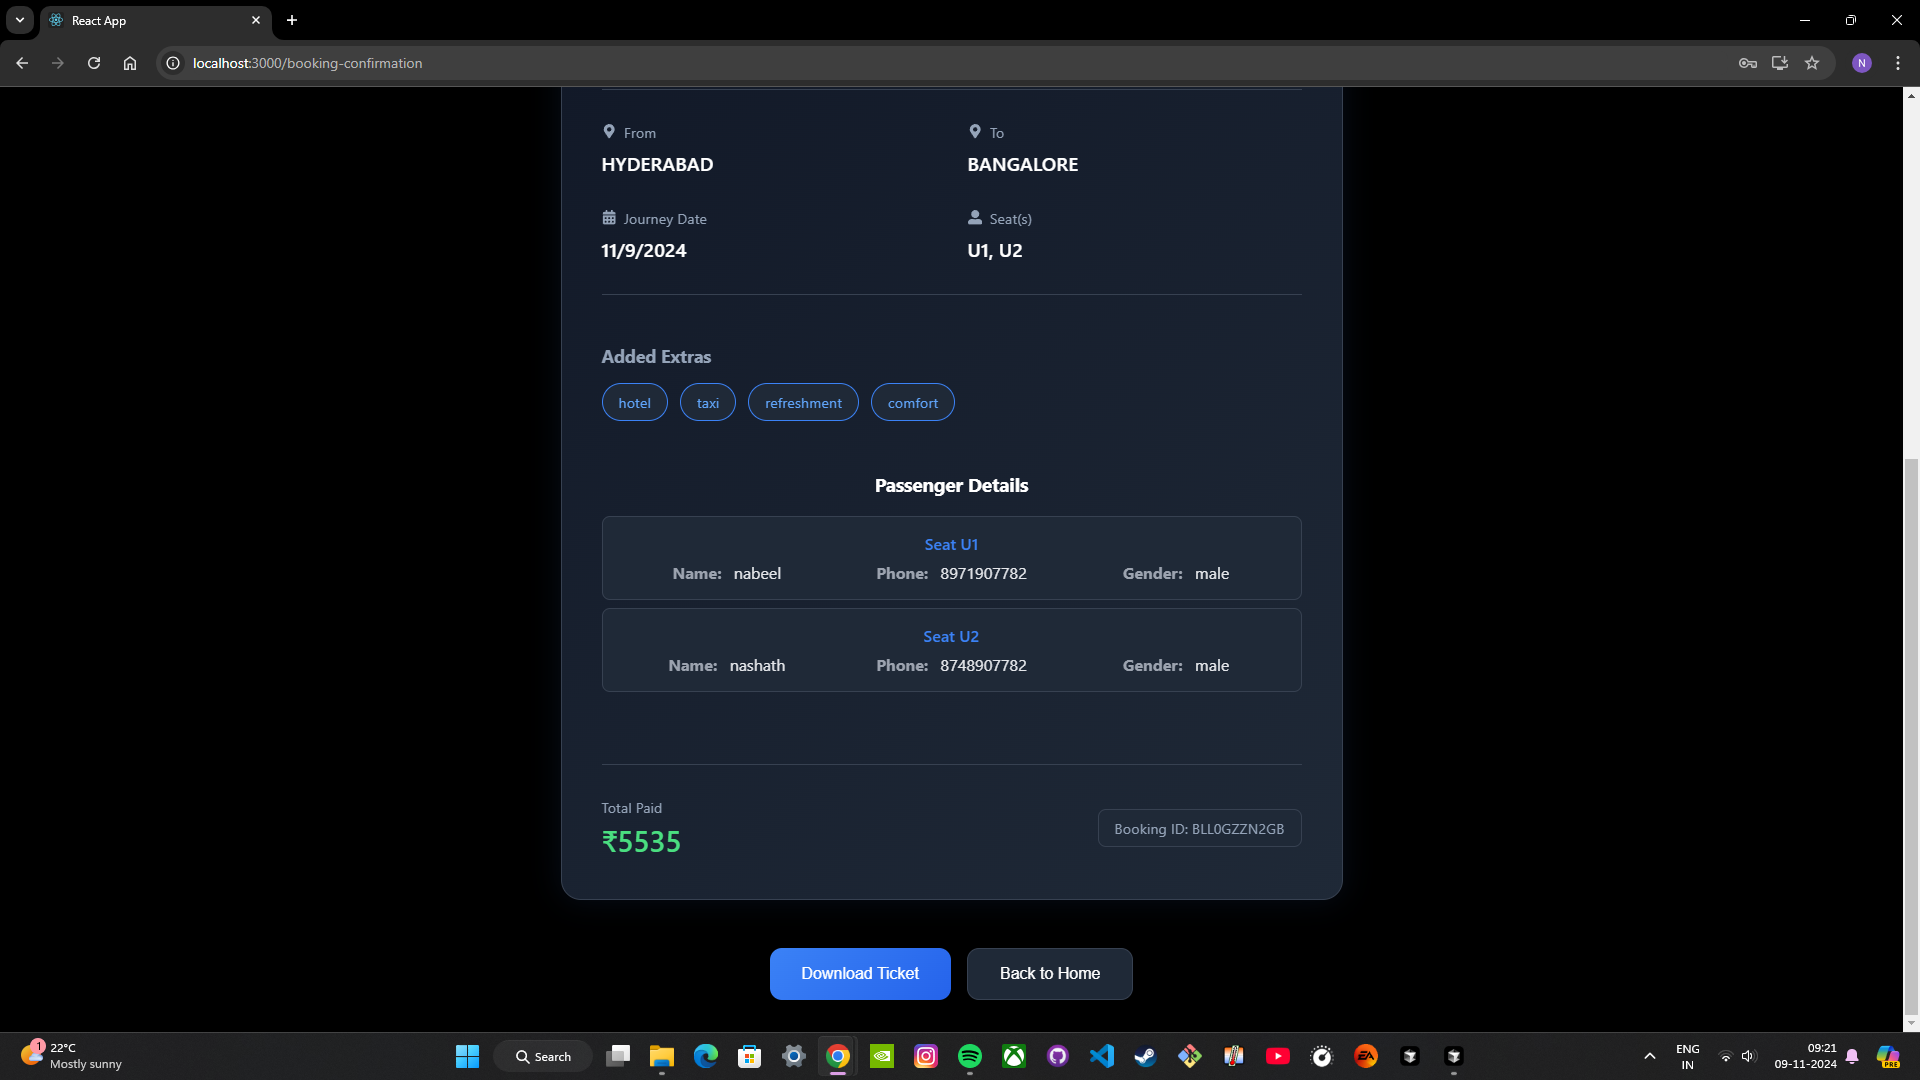 React App
localhost:3000/booking-confirmation
N
From
To
HYDERABAD
BANGALORE
Journey Date
Seat(s)
11/9/2024
U1, U2
Added Extras
hotel
taxi
refreshment
comfort
Passenger Details
Seat U1
Name: nabeel Phone: 8971907782 Gender: male
Seat U2
Name: nashath Phone: 8748907782 Gender: male
Total Paid
₹5535
Booking ID: BLL0GZZN2GB
Download Ticket
Back to Home
1
22°C
Mostly sunny
Search
EA
ENG
IN
09:21
09-11-2024
PRE